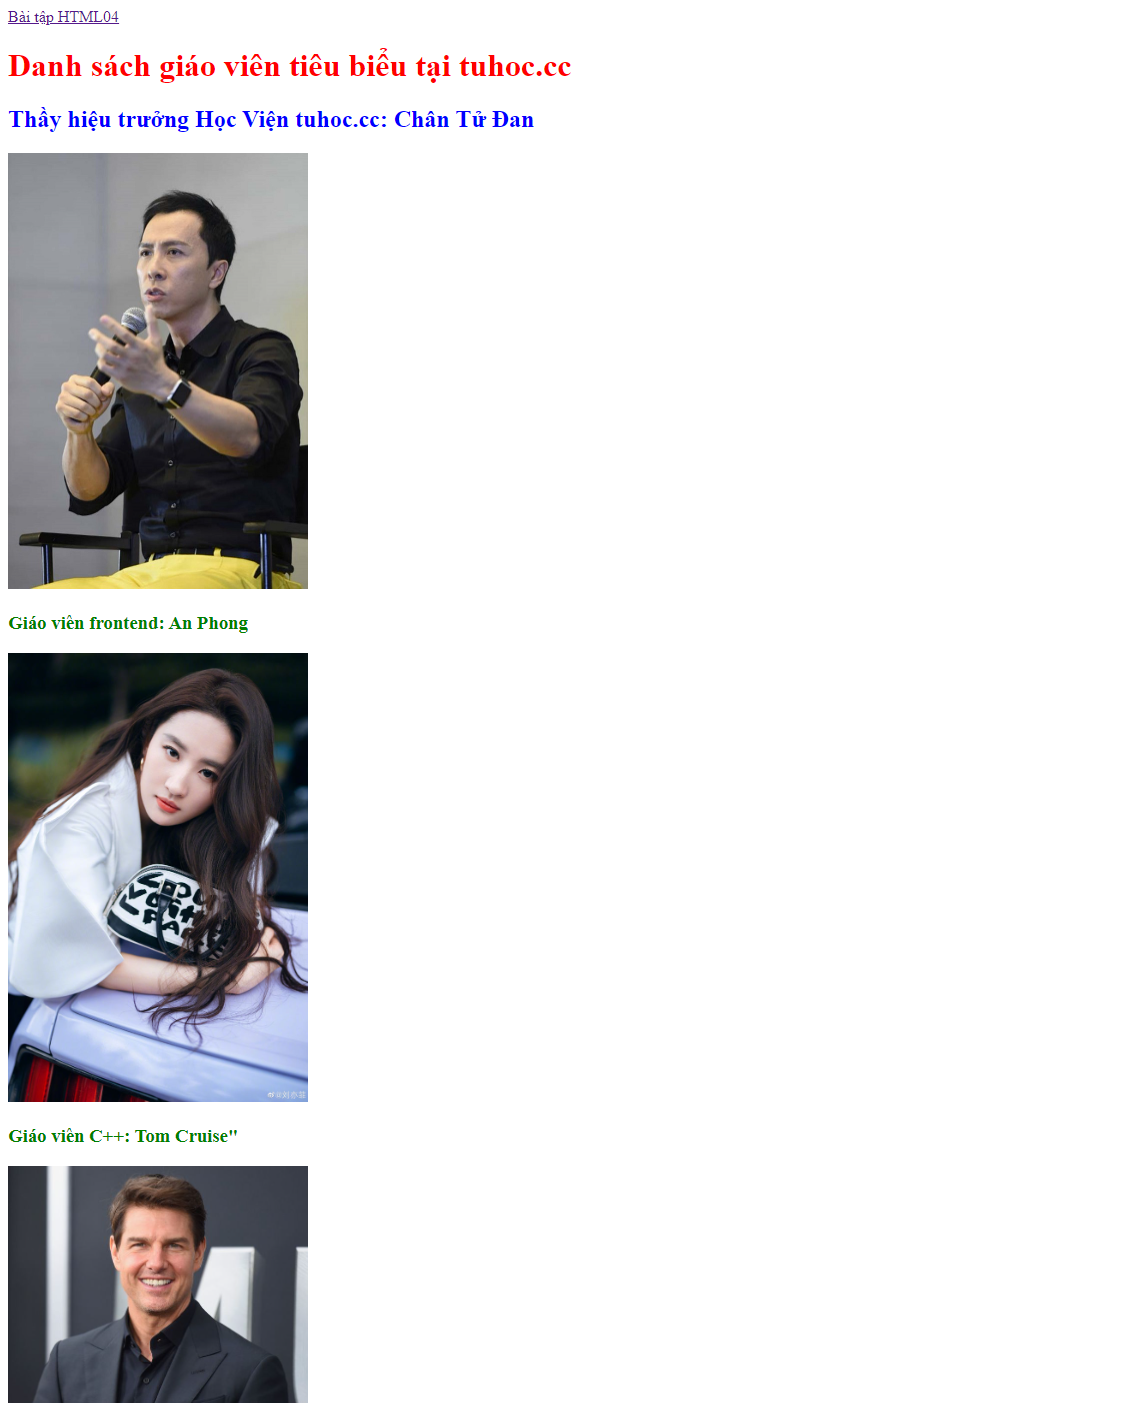 Bài tập HTML04
Danh sách giáo viên tiêu biểu tại tuhoc.cc
Thầy hiệu trưởng Học Viện tuhoc.cc: Chân Tử Đan
Giáo viên frontend: An Phong
Giáo viên C++: Tom Cruise"